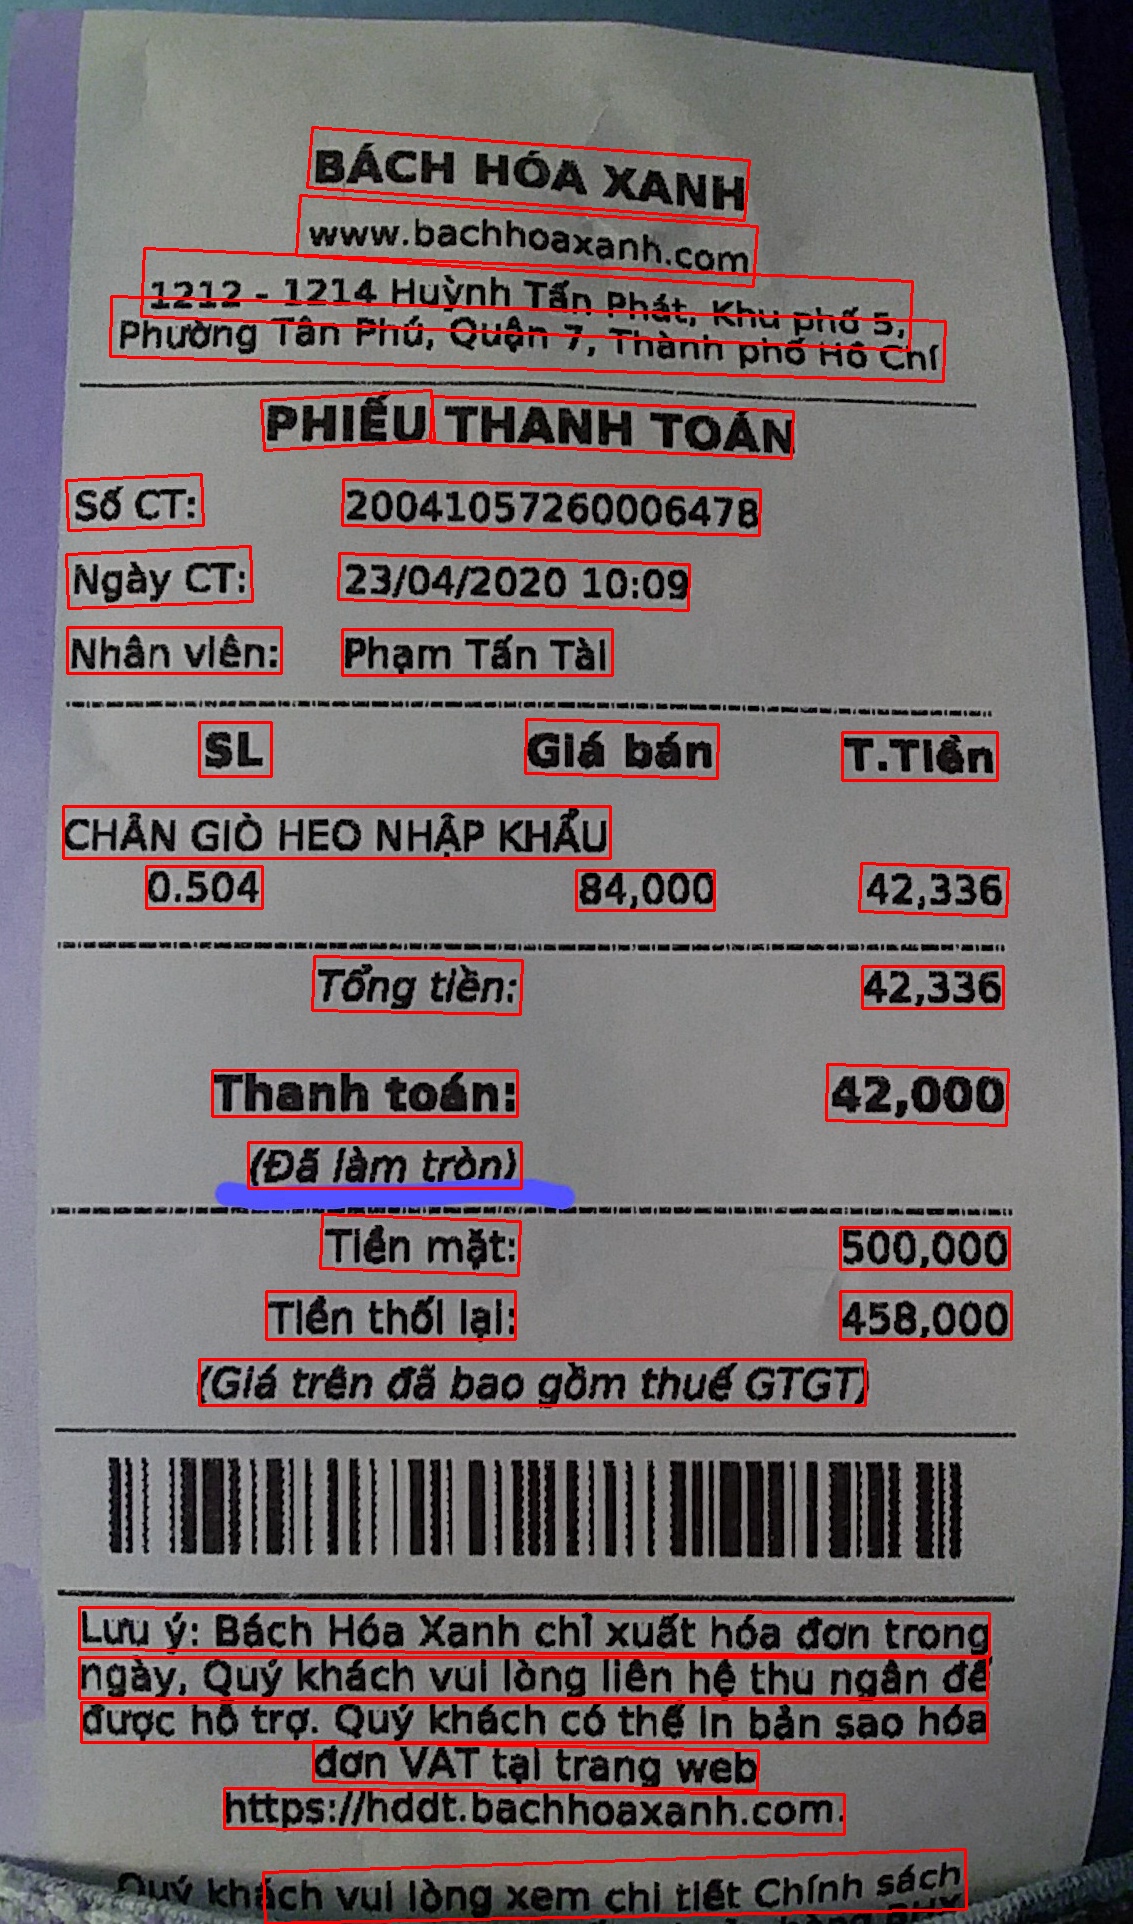 BÁCH HÓA XANH
www.bachhoaxanh.com
1212 - 1214 Huỳnh Tấn Phát, Khu phố 5,
Phường Tân Phú, Quận 7, Thành phố Hồ Chí
PHIẾU THANH TOÁN
Số CT: 20041057260006478
Ngày CT: 23/04/2020 10:09
Nhân viên: Phạm Tấn Tài
SL Giá bán T.Tiền
CHÂN GIÒ HEO NHẬP KHẨU
0.504 84,000 42,336
Tổng tiền: 42,336
Thanh toán: 42,000
(Đã làm tròn)
Tiền mặt: 500,000
Tiền thối lại: 458,000
(Giá trên đã bao gồm thuế GTGT)
Lưu ý: Bách Hóa Xanh chỉ xuất hóa đơn trong
ngày, Quý khách vui lòng liên hệ thu ngân để
được hỗ trợ. Quý khách có thể in bản sao hóa
đơn VAT tại trang web
https://hddt.bachhoaxanh.com.
Quý khách vui lòng xem chi tiết Chính sách